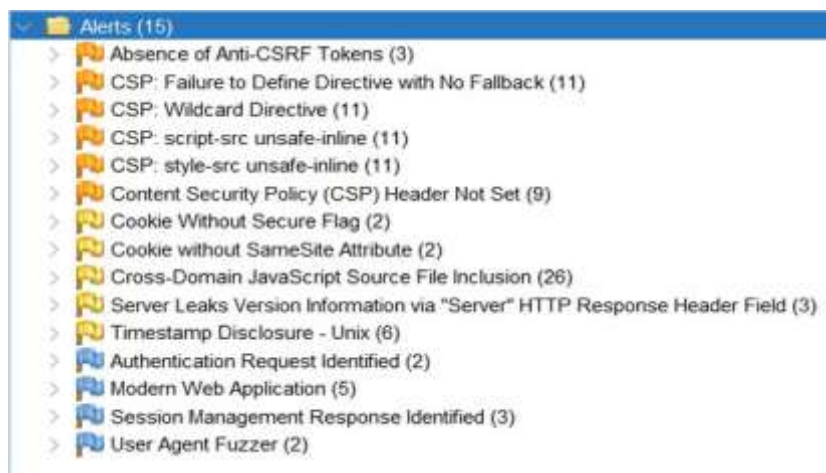 Alerts (15)
Absence of Anti-CSRF Tokens (3)
CSP: Failure to Define Directive with No Fallback (11)
CSP: Wildcard Directive (11)
CSP: script-src unsafe-inline (11)
CSP: style-src unsafe-inline (11)
Content Security Policy (CSP) Header Not Set (9)
Cookie Without Secure Flag (2)
Cookie without SameSite Attribute (2)
Cross-Domain JavaScript Source File Inclusion (26)
Server Leaks Version Information via "Server" HTTP Response Header Field (3)
Timestamp Disclosure - Unix (6)
Authentication Request Identified (2)
Modern Web Application (5)
Session Management Response Identified (3)
User Agent Fuzzer (2)